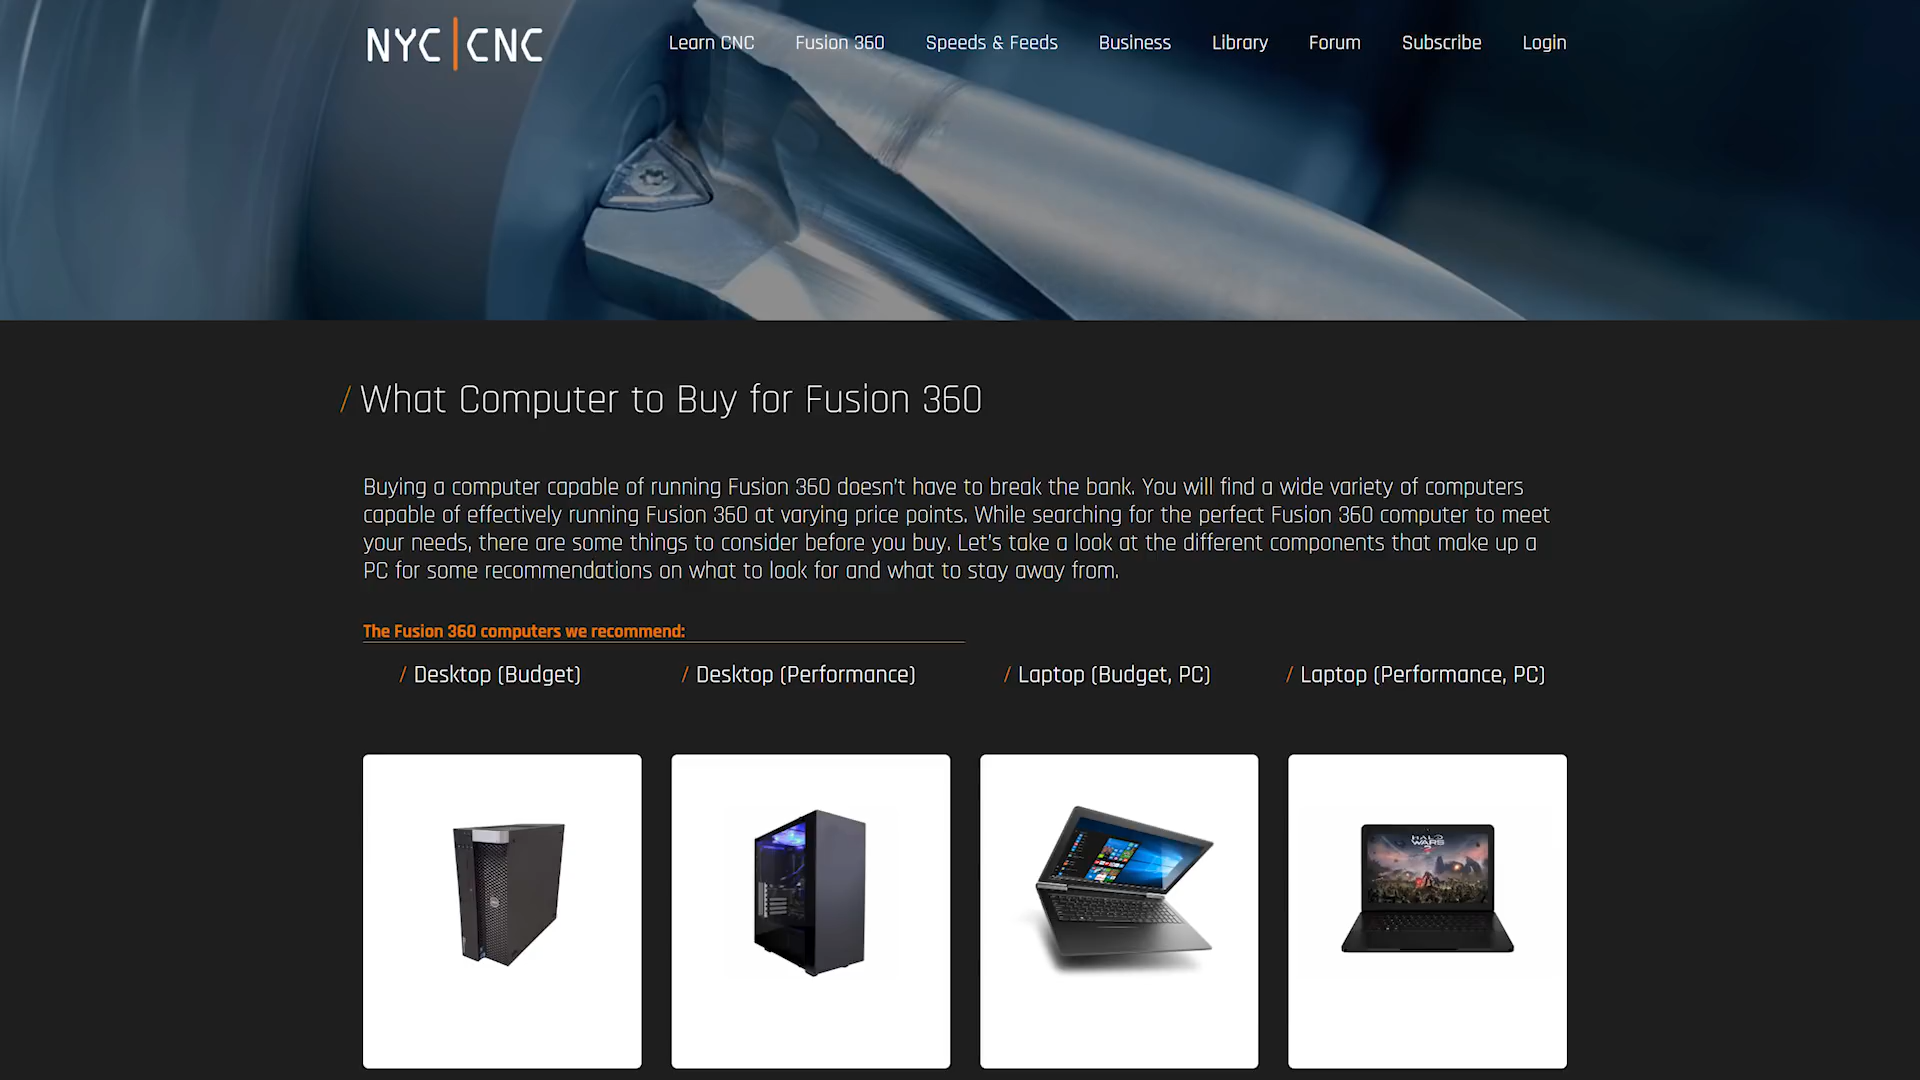 NYC|CNC
Learn CNC Fusion 360 Speeds & Feeds Business Library Forum Subscribe Login
/ What Computer to Buy for Fusion 360
Buying a computer capable of running Fusion 360 doesn't have to break the bank. You will find a wide variety of computers
capable of effectively running Fusion 360 at varying price points. While searching for the perfect Fusion 360 computer to meet
your needs, there are some things to consider before you buy. Let's take a look at the different components that make up a
PC for some recommendations on what to look for and what to stay away from.
The Fusion 360 computers we recommend:
/ Desktop (Budget) / Desktop (Performance) / Laptop (Budget, PC) / Laptop (Performance, PC)
HALO
WARS
2